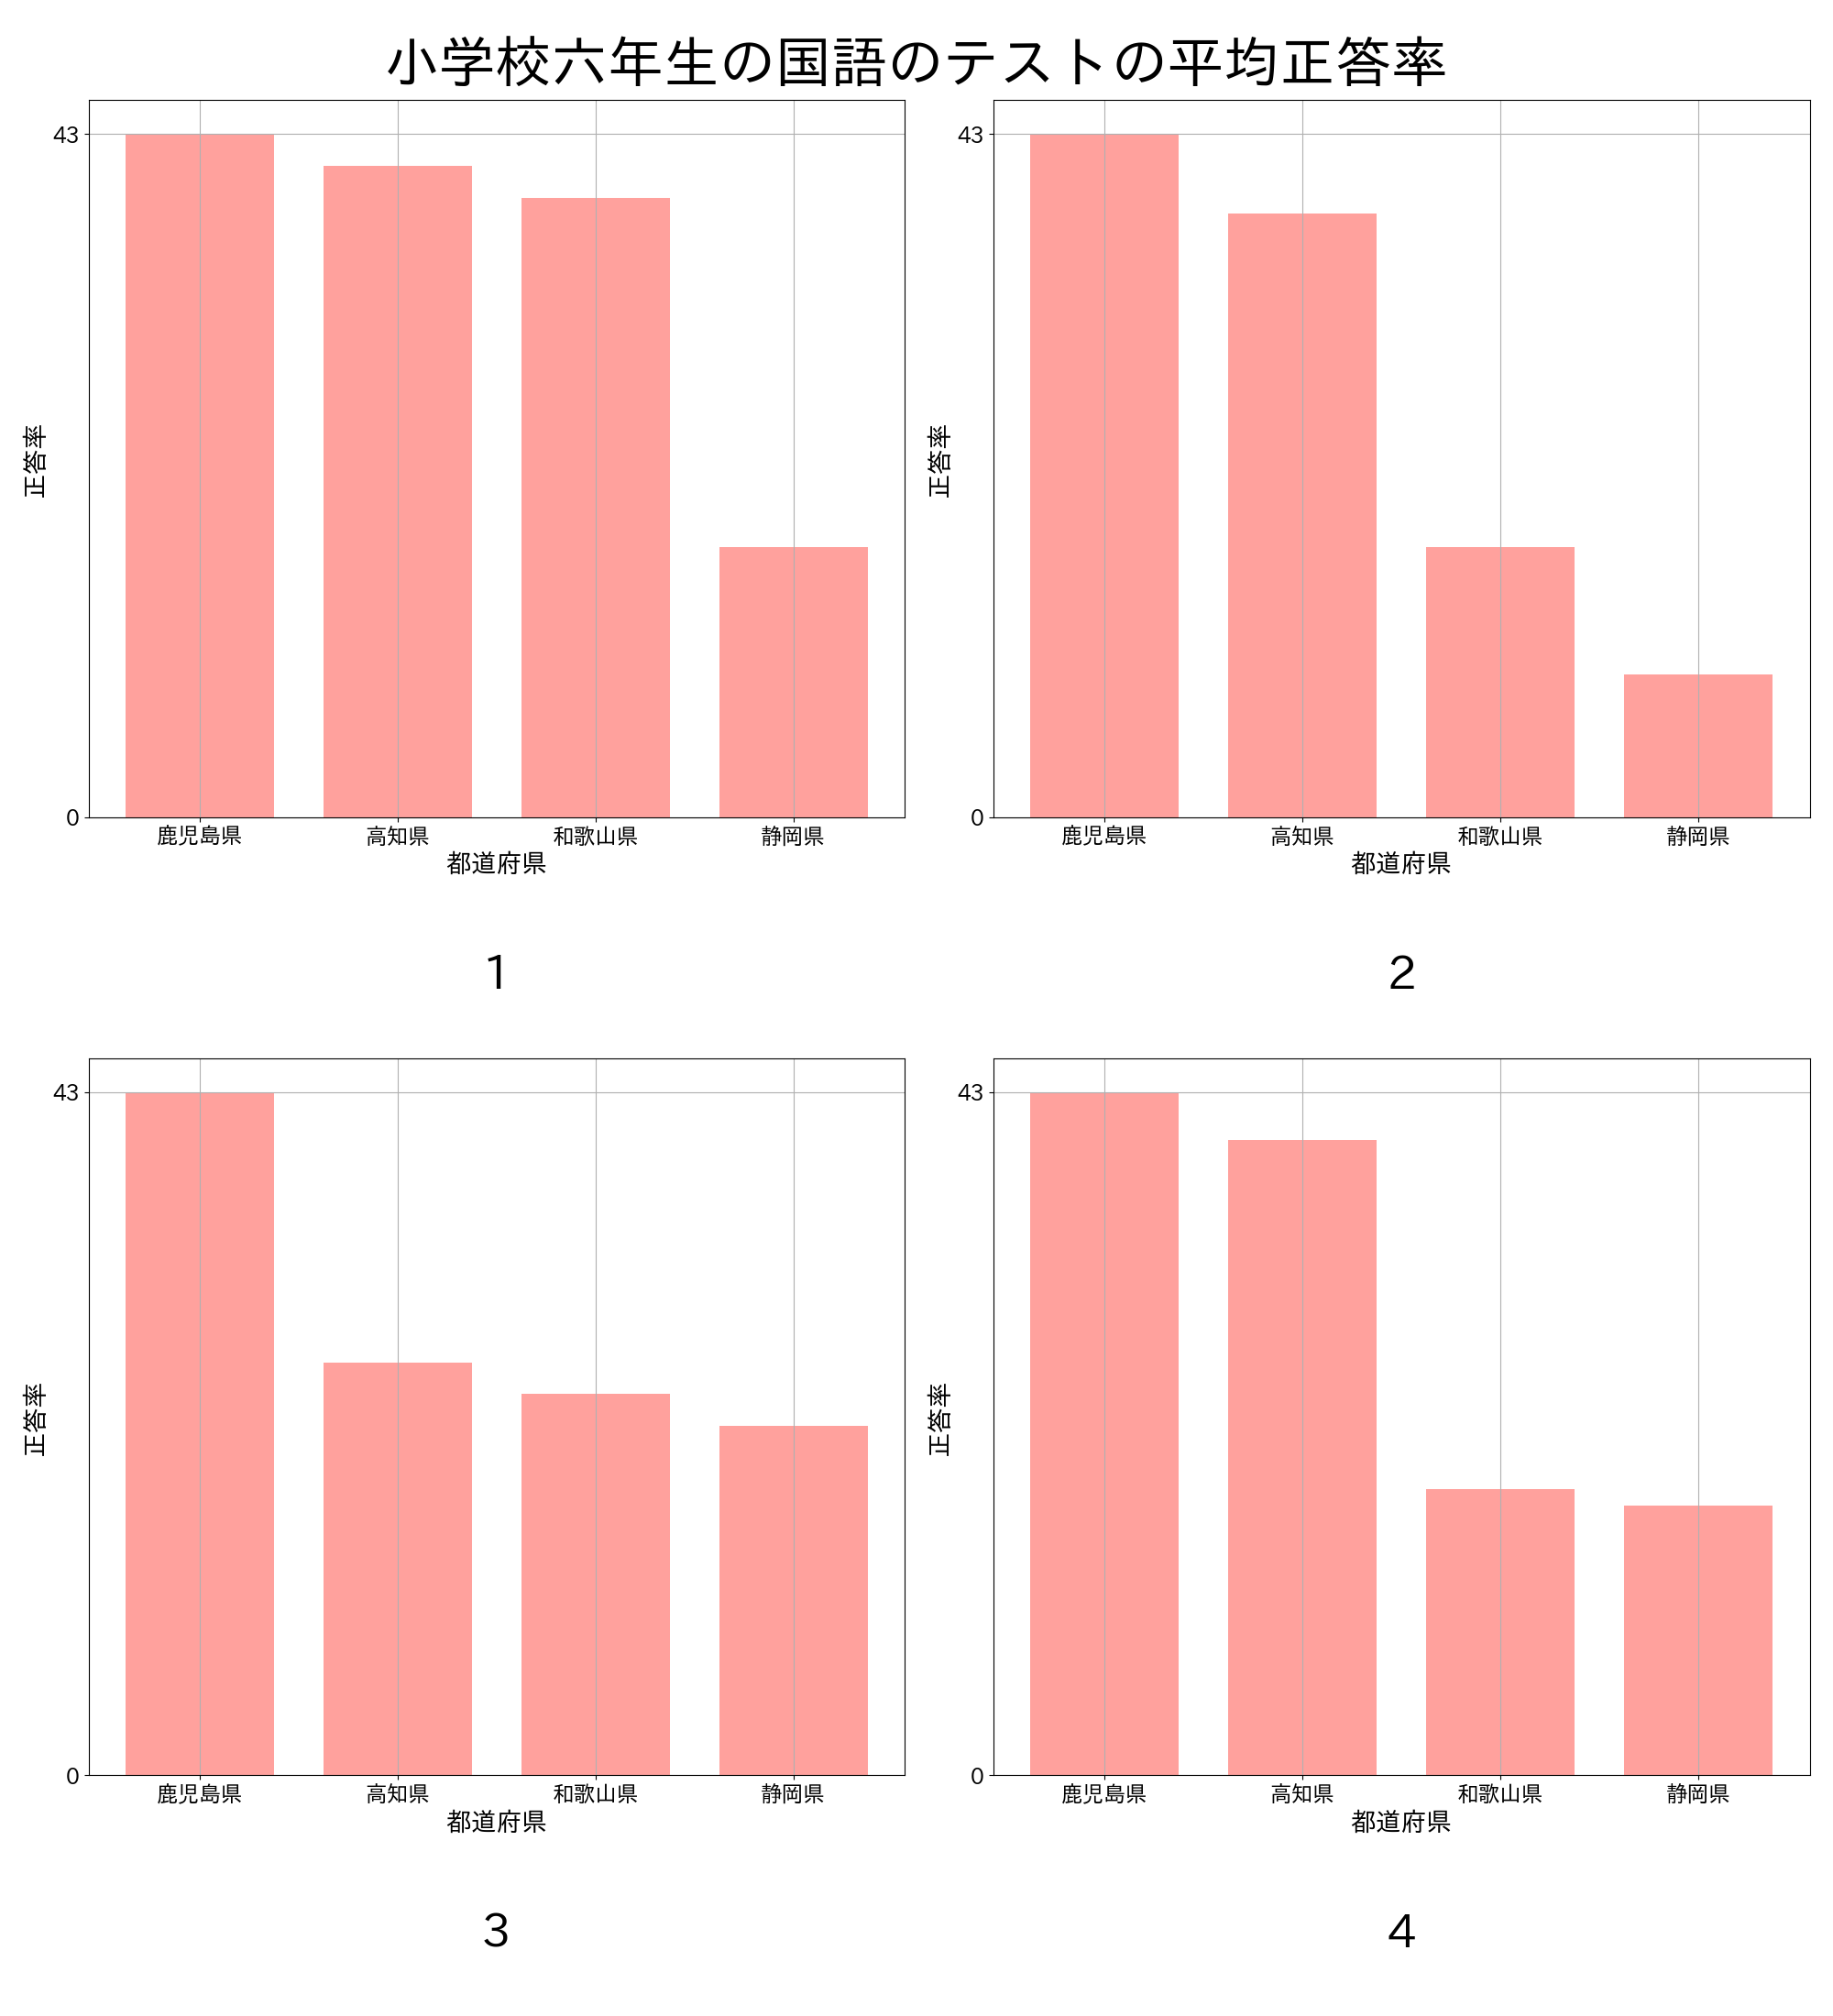 小学校六年生の国語のテストの平均正答率
43
正答率
0
鹿児島県 高知県 和歌山県 静岡県
都道府県
1
43
正答率
0
鹿児島県 高知県 和歌山県 静岡県
都道府県
2
43
正答率
0
鹿児島県 高知県 和歌山県 静岡県
都道府県
3
43
正答率
0
鹿児島県 高知県 和歌山県 静岡県
都道府県
4